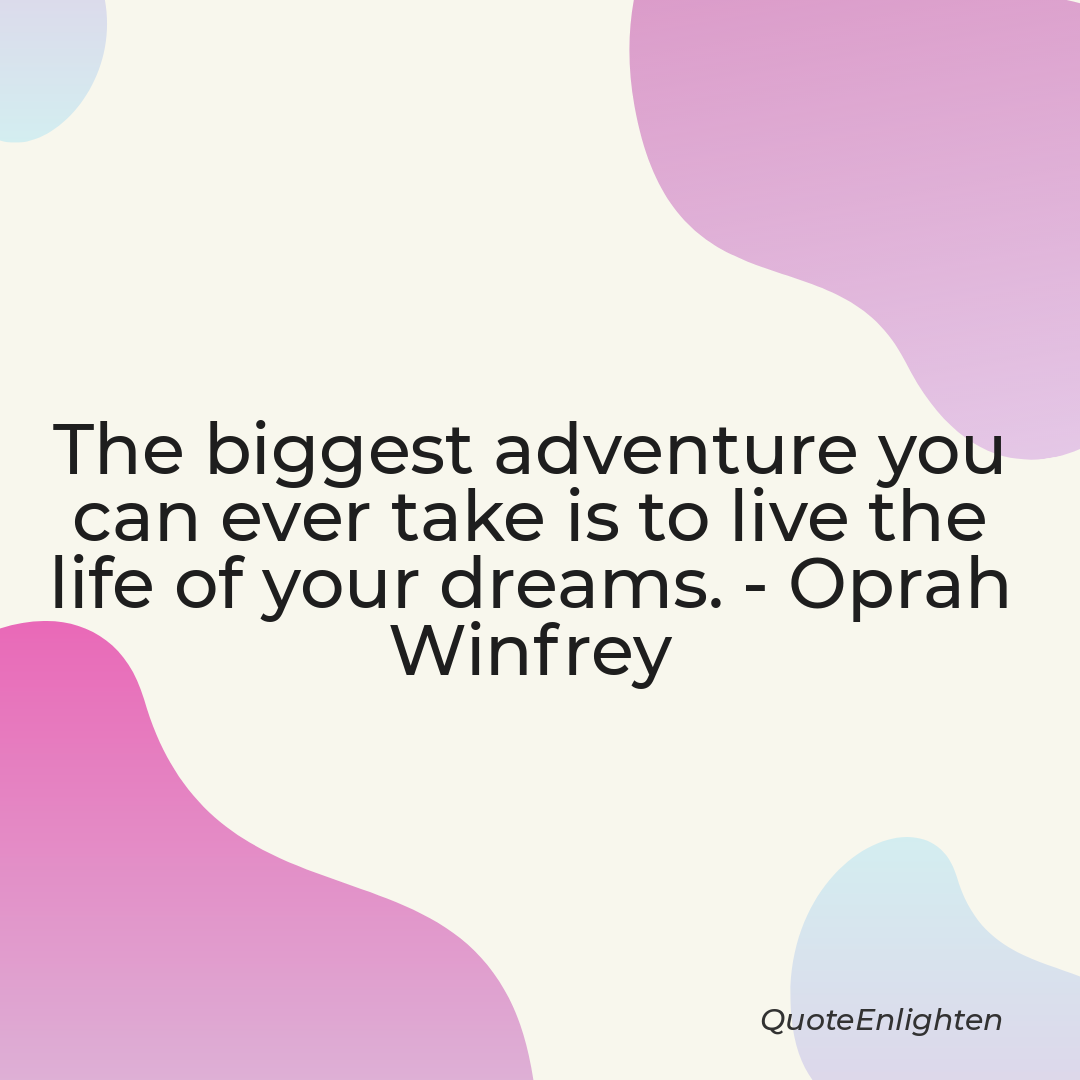 The biggest adventure you
can ever take is to live the
life of your dreams. - Oprah
Winfrey
QuoteEnlighten